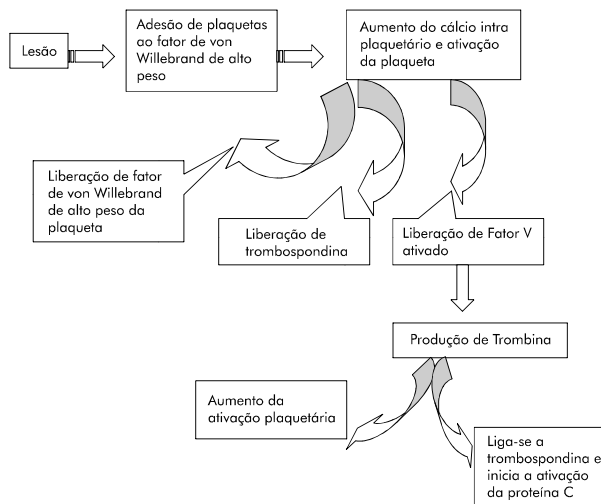 Lesão
Adesão de plaquetas
ao fator de von
Willebrand de alto
peso
Aumento do cálcio intra
plaquetário e ativação
da plaqueta
Liberação de fator
de von Willebrand
de alto peso da
plaqueta
Liberação de
trombospondina
Liberação de Fator V
ativado
Produção de Trombina
Aumento da
ativação plaquetária
Liga-se a
trombospondina e
inicia a ativação
da proteína C